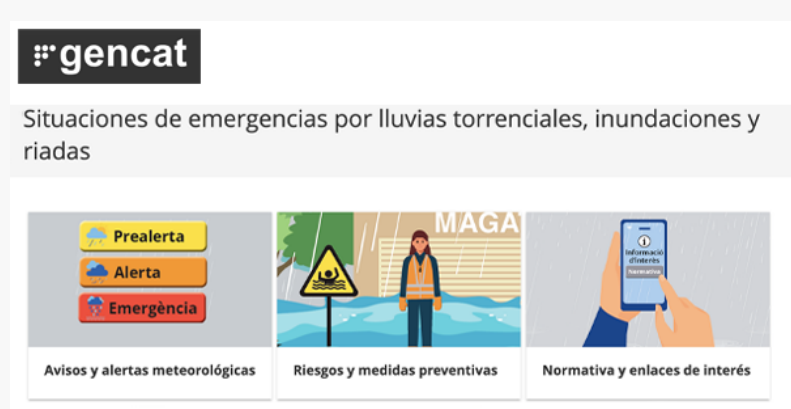 gencat
Situaciones de emergencias por lluvias torrenciales, inundaciones y
riadas
Prealerta
Alerta
Emergència
MAGA
i
Informació
d'interès
Normativa
Avisos y alertas meteorológicas
Riesgos y medidas preventivas
Normativa y enlaces de interés